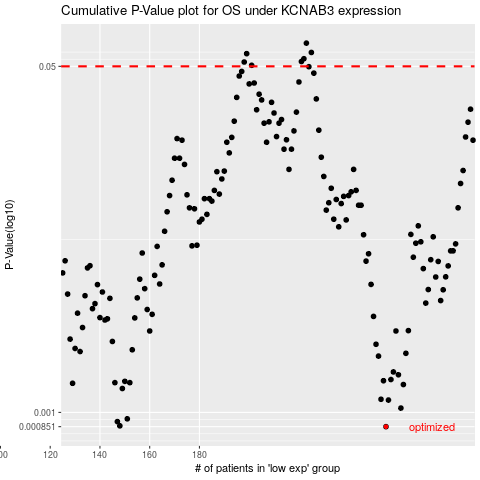 Cumulative P-Value plot for OS under KCNAB3 expression
P-Value(log10)
0.05
0.001
0.000851
optimized
00
120
140
160
180
# of patients in 'low exp' group